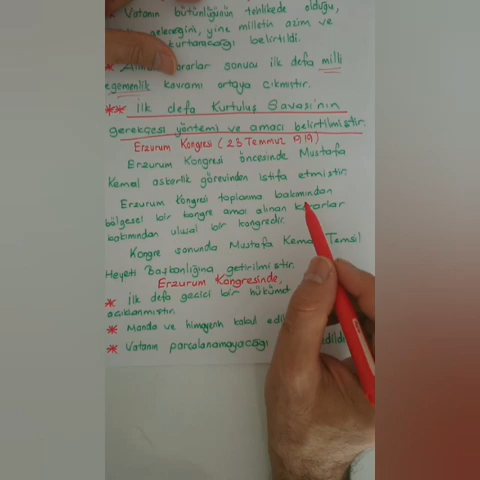 * Vatanın bütünlüğünün tehlikede olduğu,
geleceğini, yine milletin azim ve
kurtaracağı belirtildi.
* kararlar sonucu ilk defa milli
egemenlik kavramı ortaya çıkmıştır.
** İlk defa Kurtuluş Savaşı'nın
gerekçesi yöntemi ve amacı belirtilmiştir.
Erzurum Kongresi (23 Temmuz 1919)
Erzurum Kongresi öncesinde Mustafa
Kemal askerlik görevinden istifa etmiştir.
Erzurum Kongresi toplanma bakımından
bölgesel bir kongre ama alınan kararlar
bakımından ulusal bir kongredir.
Kongre sonunda Mustafa Kemal Temsil
Heyeti Başkanlığına getirilmiştir.
Erzurum Kongresinde,
* İlk defa geçici bir hükümet
açıklanmıştır.
* Manda ve himayenin kabul edil
* Vatanın parçalanamayacağı edildi